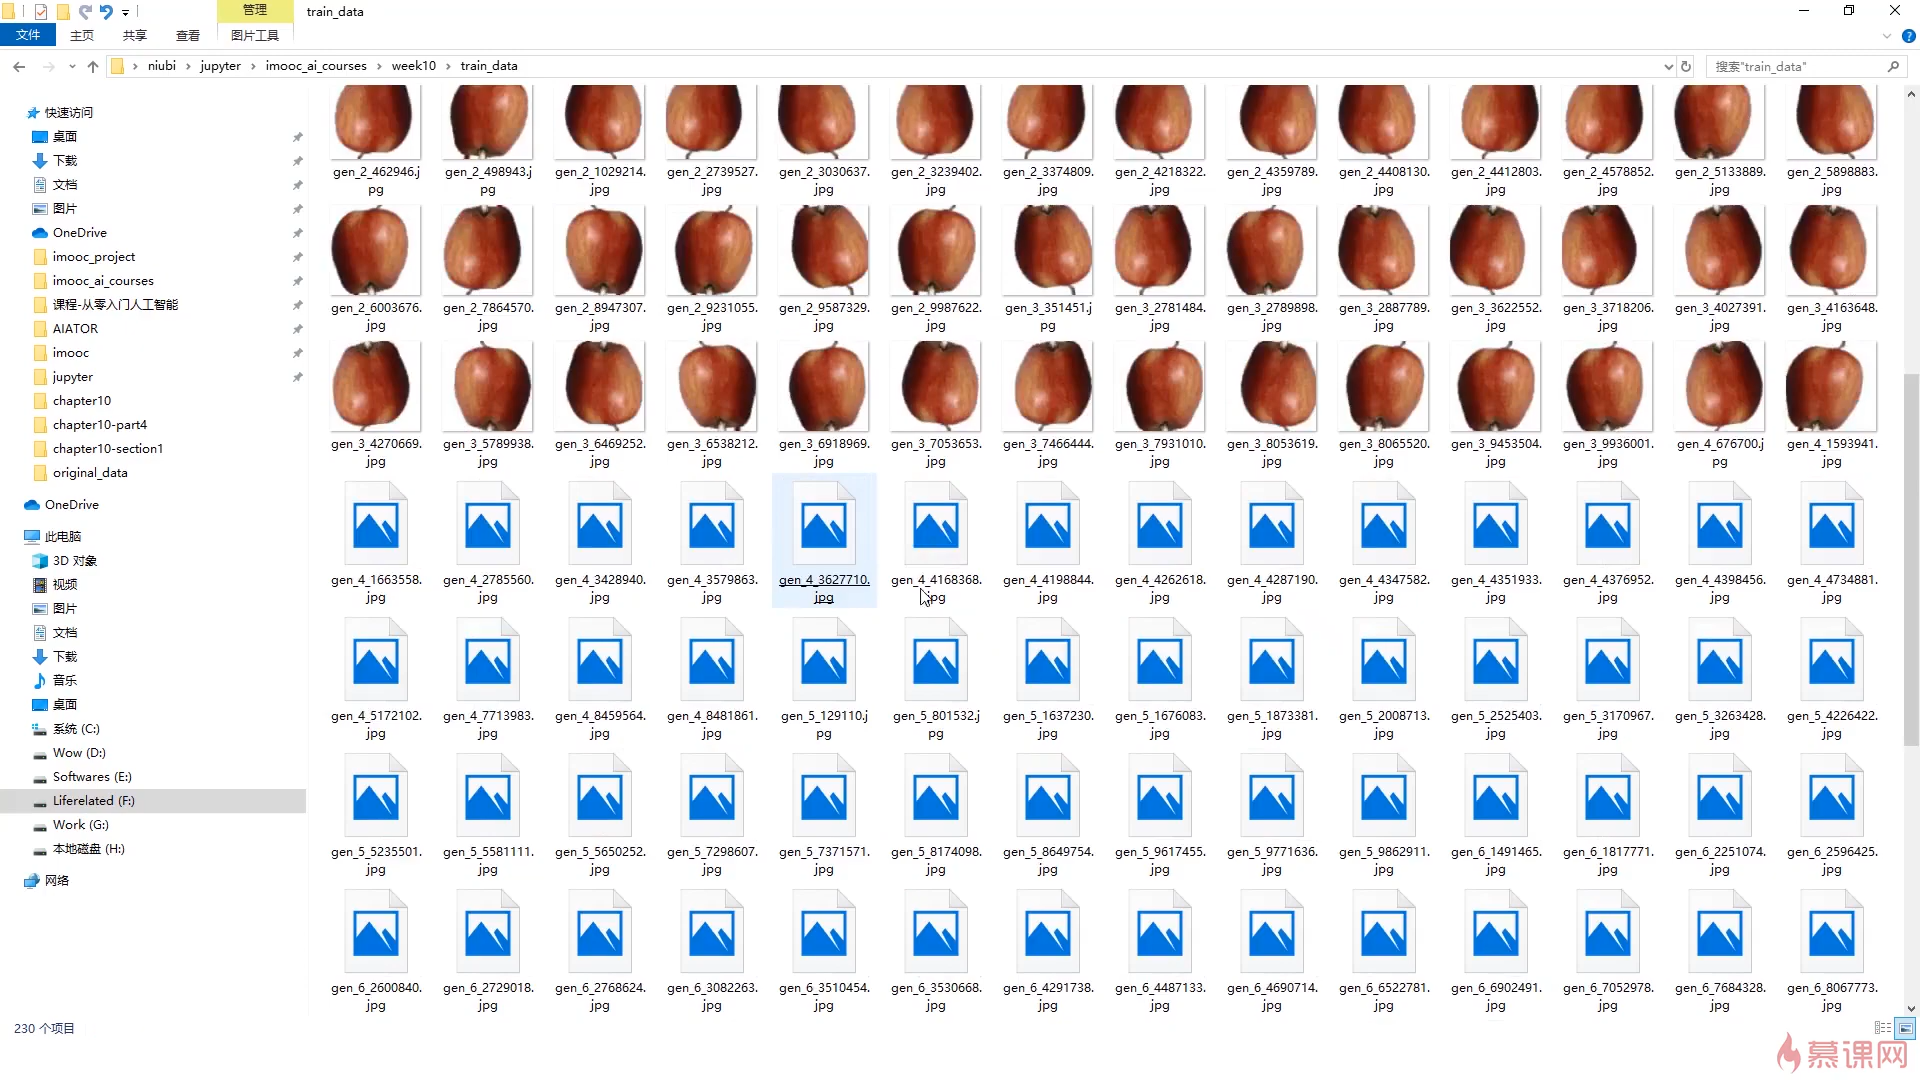 管理
train_data
文件
主页
共享
查看
图片工具
niubi
jupyter
imooc_ai_courses
week10
train_data
搜索"train_data"
快速访问
桌面
下载
文档
图片
OneDrive
imooc_project
imooc_ai_courses
课程-从零入门人工智能
AIATOR
imooc
jupyter
chapter10
chapter10-part4
chapter10-section1
original_data
OneDrive
此电脑
3D 对象
视频
图片
文档
下载
音乐
桌面
系统 (C:)
Wow (D:)
Softwares (E:)
Liferelated (F:)
Work (G:)
本地磁盘 (H:)
网络
gen_2_462946.j gen_2_498943.j gen_2_1029214. gen_2_2739527. gen_2_3030637. gen_2_3239402. gen_2_3374809. gen_2_4218322. gen_2_4359789. gen_2_4408130. gen_2_4412803. gen_2_4578852. gen_2_5133889. gen_2_5898883.
pg pg jpg jpg jpg jpg jpg jpg jpg jpg jpg jpg jpg jpg
gen_2_6003676. gen_2_7864570. gen_2_8947307. gen_2_9231055. gen_2_9587329. gen_2_9987622. gen_3_351451.j gen_3_2781484. gen_3_2789898. gen_3_2887789. gen_3_3622552. gen_3_3718206. gen_3_4027391. gen_3_4163648.
jpg jpg jpg jpg jpg jpg pg jpg jpg jpg jpg jpg jpg jpg
gen_3_4270669. gen_3_5789938. gen_3_6469252. gen_3_6538212. gen_3_6918969. gen_3_7053653. gen_3_7466444. gen_3_7931010. gen_3_8053619. gen_3_8065520. gen_3_9453504. gen_3_9936001. gen_4_676700.j gen_4_1593941.
jpg jpg jpg jpg jpg jpg jpg jpg jpg jpg jpg jpg pg jpg
gen_4_1663558. gen_4_2785560. gen_4_3428940. gen_4_3579863. gen_4_3627710. gen_4_4168368. gen_4_4198844. gen_4_4262618. gen_4_4287190. gen_4_4347582. gen_4_4351933. gen_4_4376952. gen_4_4398456. gen_4_4734881.
jpg jpg jpg jpg jpg jpg jpg jpg jpg jpg jpg jpg jpg jpg
gen_4_5172102. gen_4_7713983. gen_4_8459564. gen_4_8481861. gen_5_129110.j gen_5_801532.j gen_5_1637230. gen_5_1676083. gen_5_1873381. gen_5_2008713. gen_5_2525403. gen_5_3170967. gen_5_3263428. gen_5_4226422.
jpg jpg jpg jpg pg pg jpg jpg jpg jpg jpg jpg jpg jpg
gen_5_5235501. gen_5_5581111. gen_5_5650252. gen_5_7298607. gen_5_7371571. gen_5_8174098. gen_5_8649754. gen_5_9617455. gen_5_9771636. gen_5_9862911. gen_6_1491465. gen_6_1817771. gen_6_2251074. gen_6_2596425.
jpg jpg jpg jpg jpg jpg jpg jpg jpg jpg jpg jpg jpg jpg
gen_6_2600840. gen_6_2729018. gen_6_2768624. gen_6_3082263. gen_6_3510454. gen_6_3530668. gen_6_4291738. gen_6_4487133. gen_6_4690714. gen_6_6522781. gen_6_6902491. gen_6_7052978. gen_6_7684328. gen_6_8067773.
jpg jpg jpg jpg jpg jpg jpg jpg jpg jpg jpg jpg jpg jpg
230 个项目
慕课网